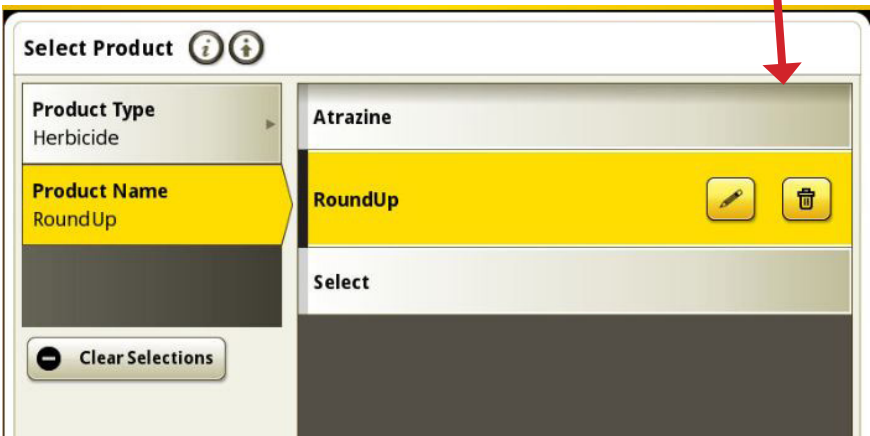 Select Product
Product Type
Herbicide
Product Name
RoundUp
Clear Selections
Atrazine
RoundUp
Select